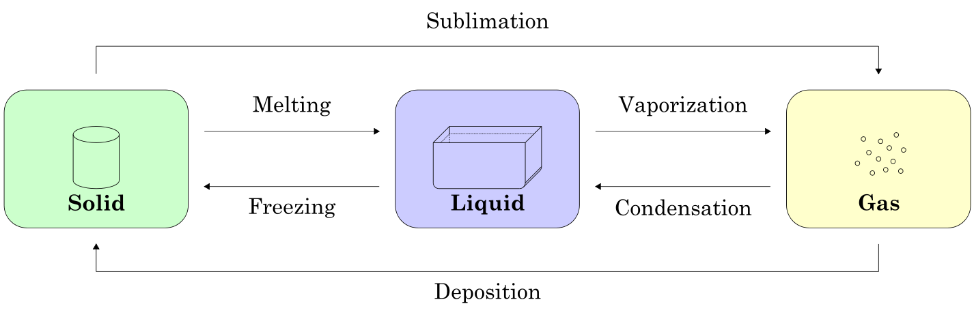 Sublimation
Melting
Vaporization
Solid
Liquid
Gas
Freezing
Condensation
Deposition